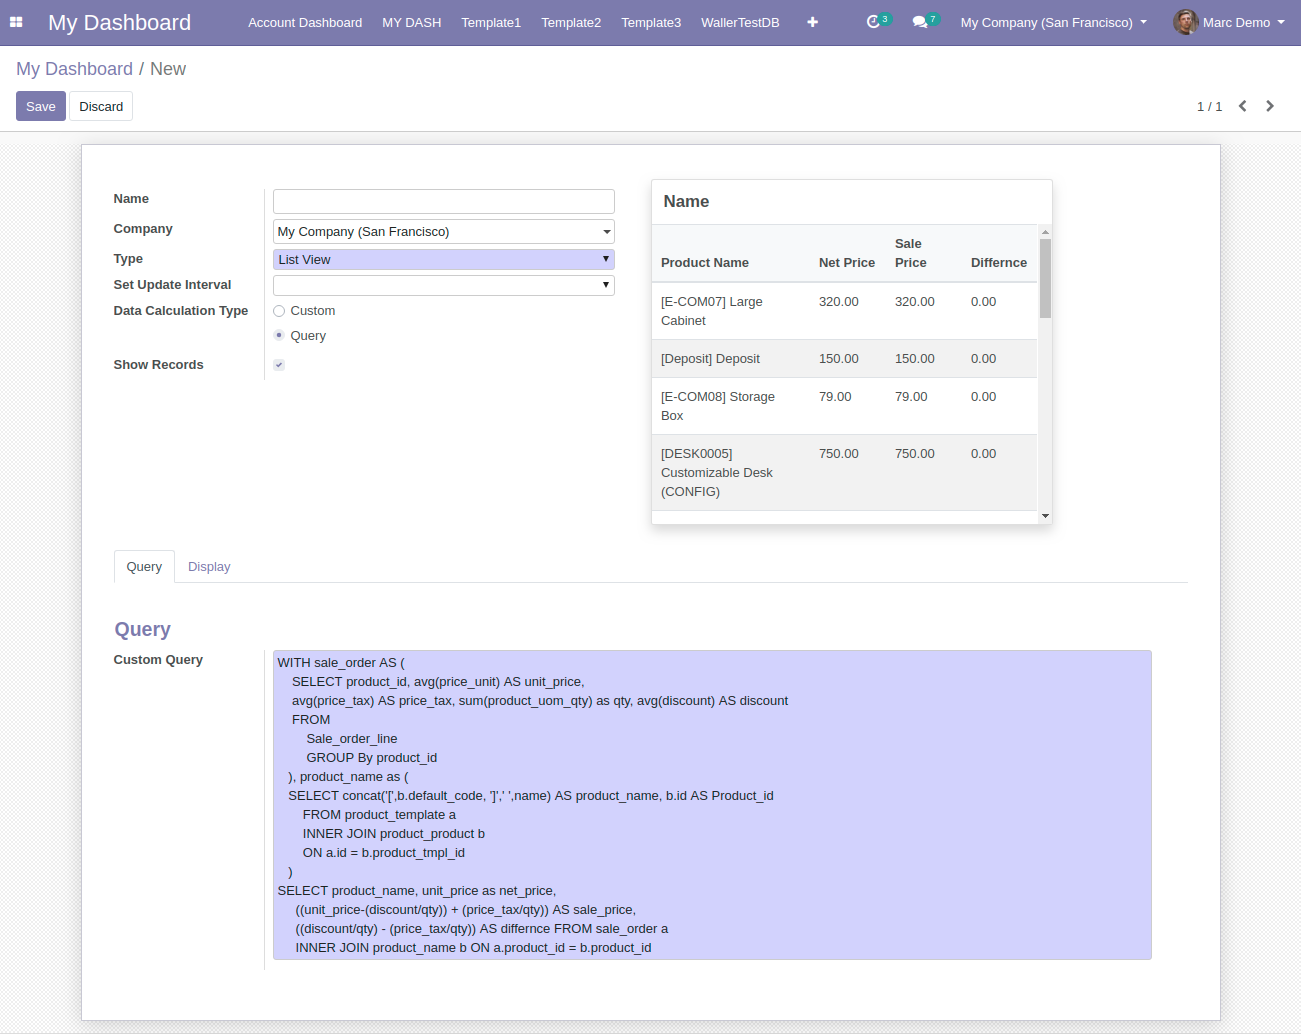 My Dashboard Account Dashboard MY DASH Template1 Template2 Template3 WallerTestDB 3 7 My Company (San Francisco) Marc Demo
My Dashboard / New
Save Discard 1 / 1
Name
Company My Company (San Francisco)
Type List View
Set Update Interval
Data Calculation Type Custom
Query
Show Records
Name
Product Name Net Price Sale Price Differnce
[E-COM07] Large Cabinet 320.00 320.00 0.00
[Deposit] Deposit 150.00 150.00 0.00
[E-COM08] Storage Box 79.00 79.00 0.00
[DESK0005] Customizable Desk (CONFIG) 750.00 750.00 0.00
Query Display
Query
Custom Query
WITH sale_order AS (
SELECT product_id, avg(price_unit) AS unit_price,
avg(price_tax) AS price_tax, sum(product_uom_qty) as qty, avg(discount) AS discount
FROM
Sale_order_line
GROUP By product_id
), product_name as (
SELECT concat('[',b.default_code, ']',' ',name) AS product_name, b.id AS Product_id
FROM product_template a
INNER JOIN product_product b
ON a.id = b.product_tmpl_id
)
SELECT product_name, unit_price as net_price,
((unit_price-(discount/qty)) + (price_tax/qty)) AS sale_price,
((discount/qty) - (price_tax/qty)) AS differnce FROM sale_order a
INNER JOIN product_name b ON a.product_id = b.product_id